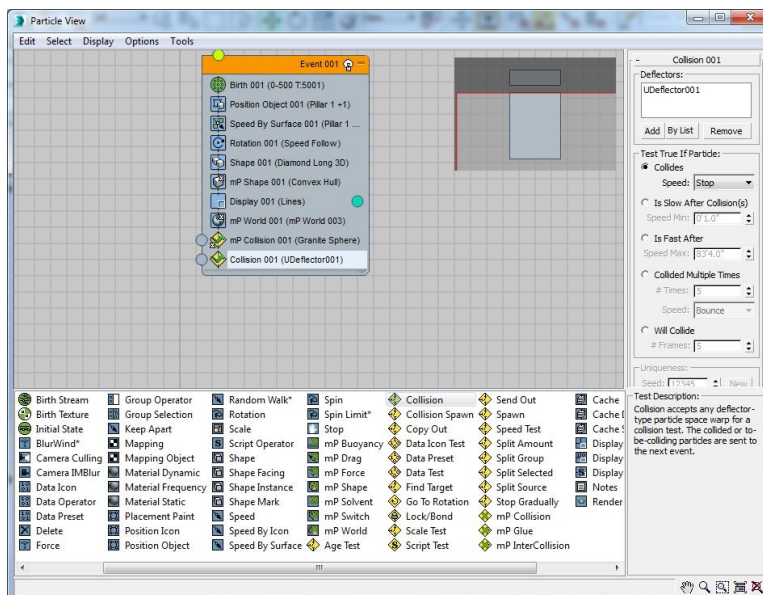 Particle View
Edit Select Display Options Tools
Event 001
Birth 001 (0-500 T:5001)
Position Object 001 (Pillar 1 +1)
Speed By Surface 001 (Pillar 1 ...
Rotation 001 (Speed Follow)
Shape 001 (Diamond Long 3D)
mP Shape 001 (Convex Hull)
Display 001 (Lines)
mP World 001 (mP World 003)
mP Collision 001 (Granite Sphere)
Collision 001 (UDeflector001)
- Collision 001
Deflectors:
UDeflector001
Add By List Remove
Test True If Particle:
Collides
Speed: Stop
Is Slow After Collision(s)
Speed Min: 0'1.0"
Is Fast After
Speed Max: 83'4.0"
Collided Multiple Times
# Times: 5
Speed: Bounce
Will Collide
# Frames: 5
Uniqueness:
Seed: 12345 New
Birth Stream Group Operator Random Walk* Spin Collision Send Out Cache
Birth Texture Group Selection Rotation Spin Limit* Collision Spawn Spawn Cache
Initial State Keep Apart Scale Stop Copy Out Speed Test Cache
BlurWind* Mapping Script Operator mP Buoyancy Data Icon Test Split Amount Display
Camera Culling Mapping Object Shape mP Drag Data Preset Split Group Display
Camera IMBlur Material Dynamic Shape Facing mP Force Data Test Split Selected Display
Data Icon Material Frequency Shape Instance mP Shape Find Target Split Source Notes
Data Operator Material Static Shape Mark mP Solvent Go To Rotation Stop Gradually Render
Data Preset Placement Paint Speed mP Switch Lock/Bond mP Collision
Delete Position Icon Speed By Icon mP World Scale Test mP Glue
Force Position Object Speed By Surface Age Test Script Test mP InterCollision
Test Description:
Collision accepts any deflector-
type particle space warp for a
collision test. The collided or to-
be-colliding particles are sent to
the next event.